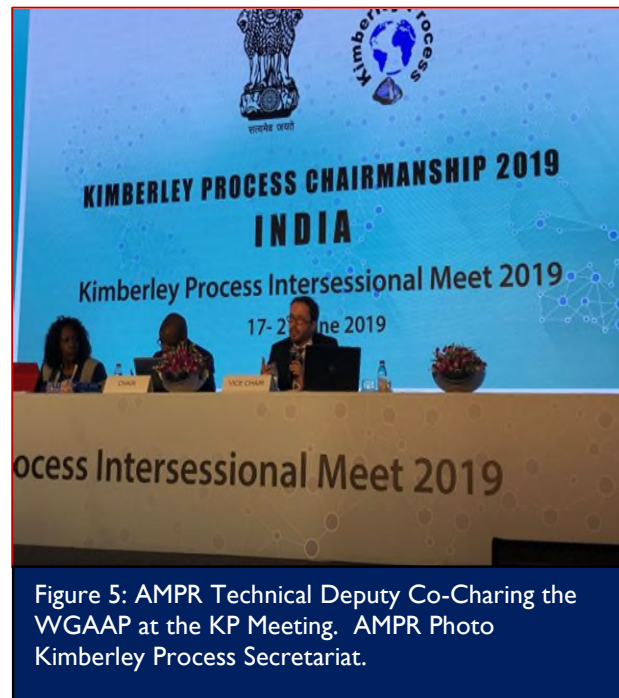 सत्यमेव जयते
Kimberley Process
KIMBERLEY PROCESS CHAIRMANSHIP 2019
INDIA
Kimberley Process Intersessional Meet 2019
17- 2 ne 2019
CHAIR
VICE CHAIR
ocess Intersessional Meet 2019
Figure 5: AMPR Technical Deputy Co-Charing the
WGAAP at the KP Meeting. AMPR Photo
Kimberley Process Secretariat.